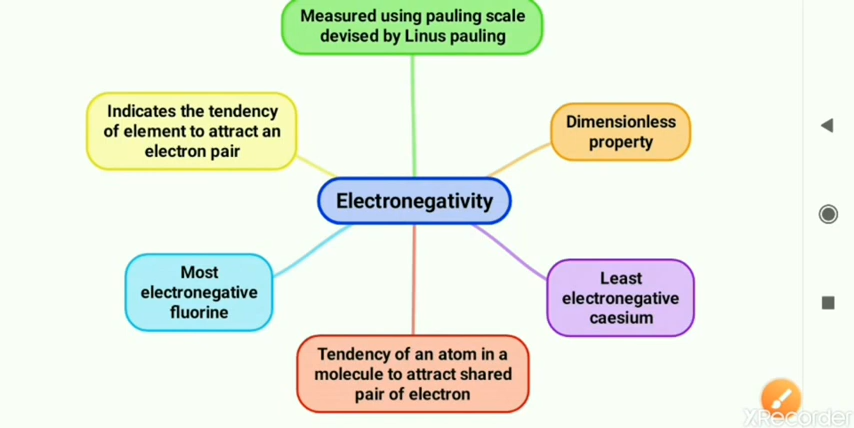 Measured using pauling scale
devised by Linus pauling
Indicates the tendency
of element to attract an
electron pair
Dimensionless
property
Electronegativity
Most
electronegative
fluorine
Least
electronegative
caesium
Tendency of an atom in a
molecule to attract shared
pair of electron
XRecorder